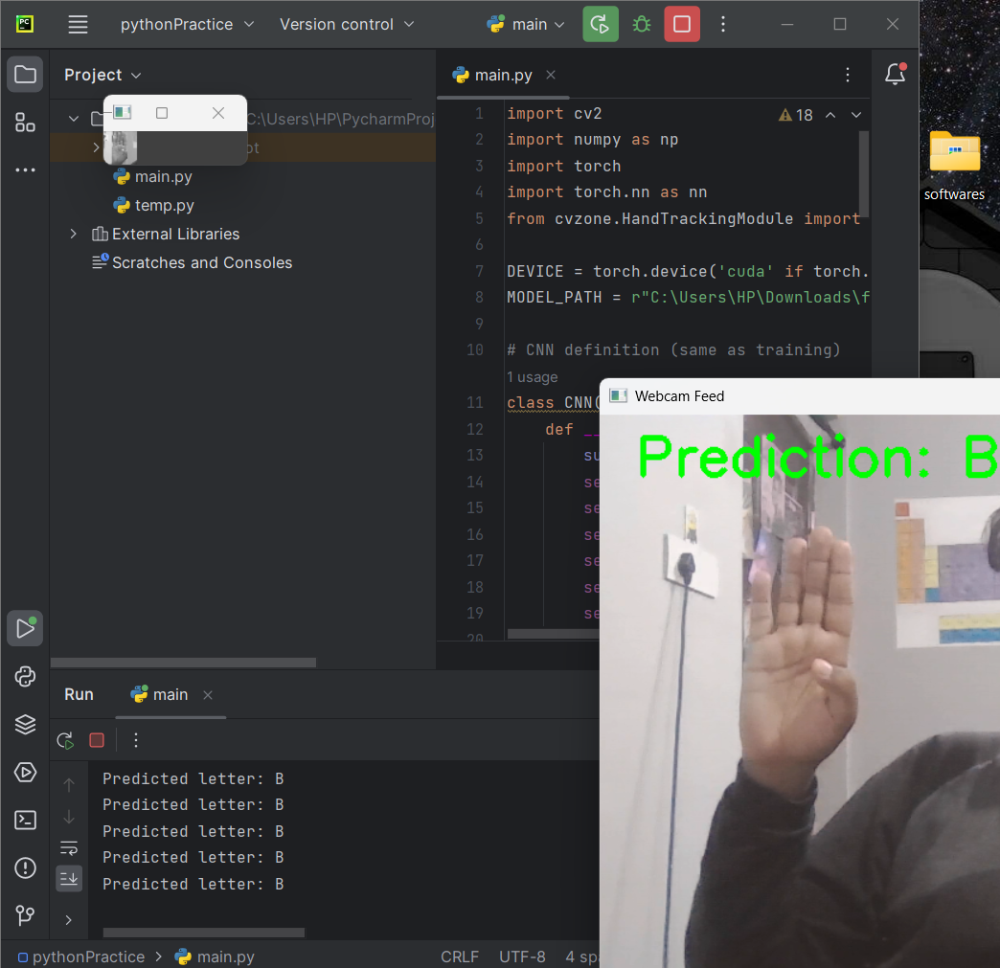 PC pythonPractice Version control main
Project
main.py
C:\Users\HP\PycharmProj
main.py
temp.py
External Libraries
Scratches and Consoles
18
1 import cv2
2 import numpy as np
3 import torch
4 import torch.nn as nn
5 from cvzone.HandTrackingModule import
6
7 DEVICE = torch.device('cuda' if torch.
8 MODEL_PATH = r"C:\Users\HP\Downloads\f
9
10 # CNN definition (same as training)
1 usage
11 class CNN(
12 def __
13 su
14 se
15 se
16 se
17 se
18 se
19 se
20
softwares
Webcam Feed
Prediction: B
Run main
Predicted letter: B
Predicted letter: B
Predicted letter: B
Predicted letter: B
Predicted letter: B
pythonPractice > main.py
CRLF UTF-8 4 spa